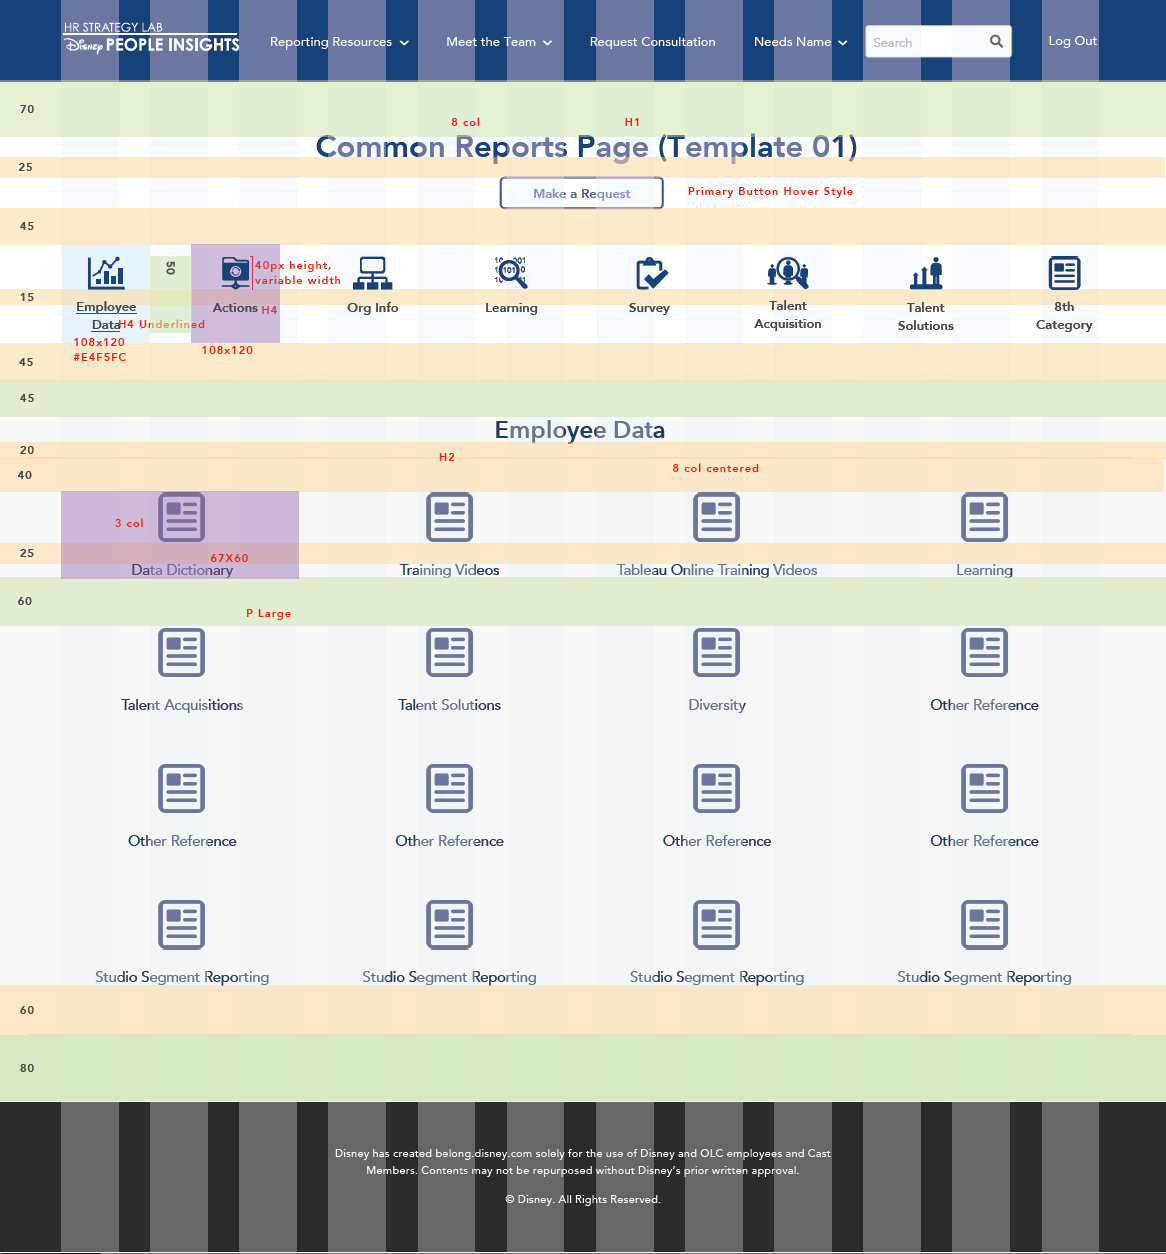 HR STRATEGY LAB
Disney PEOPLE INSIGHTS
Reporting Resources
Meet the Team
Request Consultation
Needs Name
Search
Log Out
70
8 col
H1
Common Reports Page (Template 01)
25
Make a Request
Primary Button Hover Style
45
50
40px height,
variable width
15
Employee
Data
H4 Underlined
108x120
#E4F5FC
Actions
H4
108x120
Org Info
Learning
Survey
Talent
Acquisition
Talent
Solutions
8th
Category
45
45
Employee Data
20
H2
8 col centered
40
3 col
25
67X60
Data Dictionary
Training Videos
Tableau Online Training Videos
Learning
60
P Large
Talent Acquisitions
Talent Solutions
Diversity
Other Reference
Other Reference
Other Reference
Other Reference
Other Reference
Studio Segment Reporting
Studio Segment Reporting
Studio Segment Reporting
Studio Segment Reporting
60
80
Disney has created belong.disney.com solely for the use of Disney and OLC employees and Cast
Members. Contents may not be repurposed without Disney's prior written approval.
© Disney. All Rights Reserved.